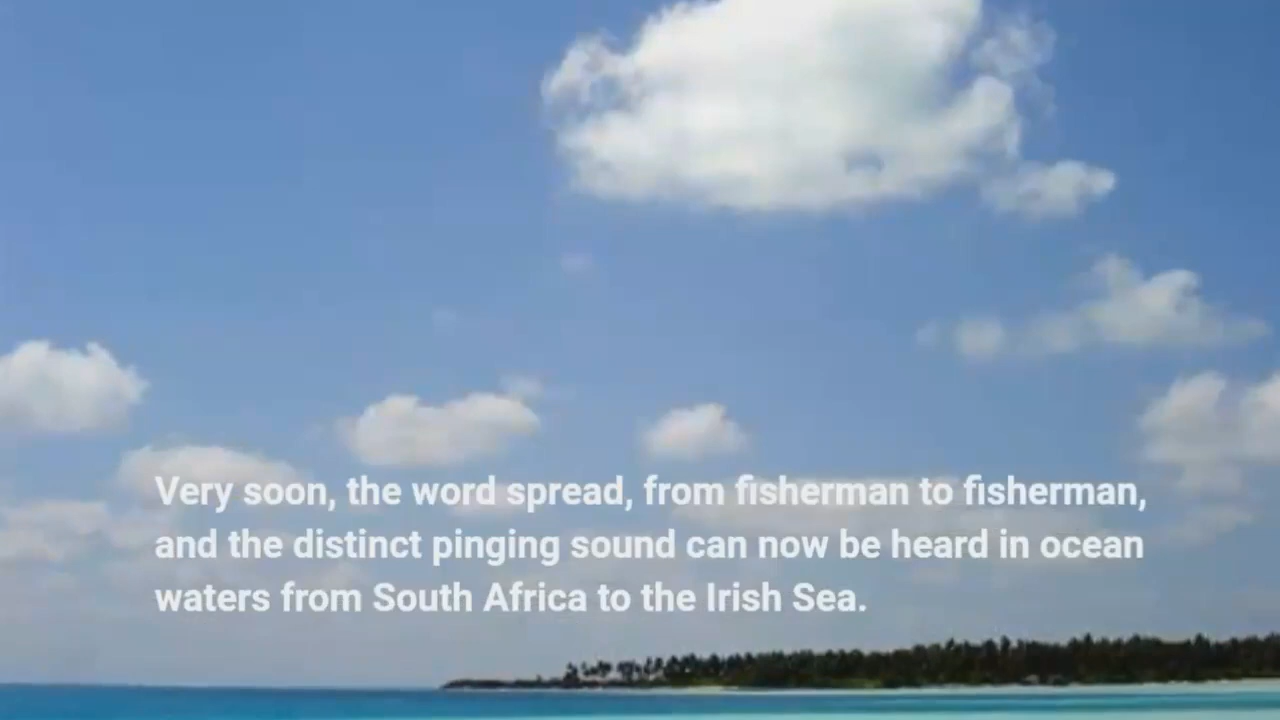 Very soon, the word spread, from fisherman to fisherman,
and the distinct pinging sound can now be heard in ocean
waters from South Africa to the Irish Sea.